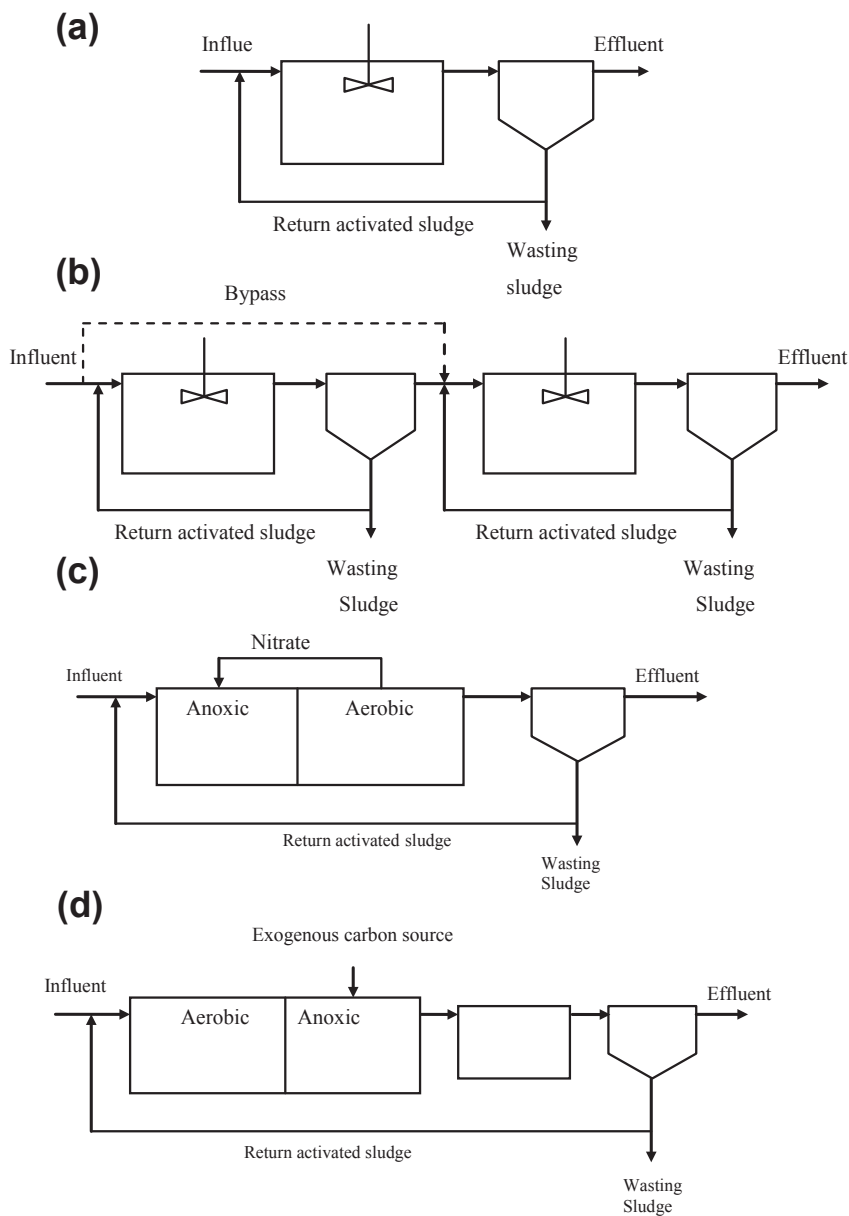 (a)
Influe
Effluent
Return activated sludge
Wasting
sludge
(b)
Bypass
Influent
Effluent
Return activated sludge
Return activated sludge
Wasting
Sludge
Wasting
Sludge
(c)
Nitrate
Influent
Effluent
Anoxic
Aerobic
Return activated sludge
Wasting
Sludge
(d)
Exogenous carbon source
Influent
Effluent
Aerobic
Anoxic
Return activated sludge
Wasting
Sludge